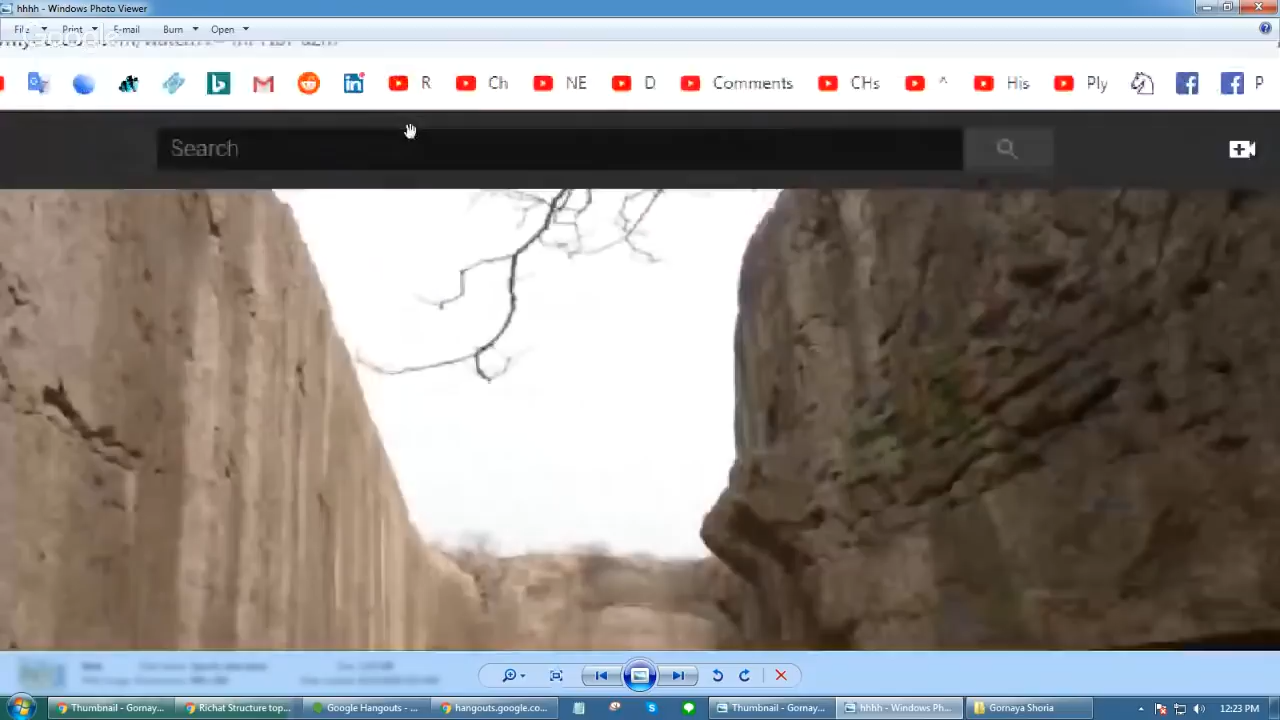 hhhh - Windows Photo Viewer
File Print E-mail Burn Open
R Ch NE D Comments CHs ^ His Ply P
Search
Thumbnail - Gornay... Richat Structure top... Google Hangouts - ... hangouts.google.co... Thumbnail - Gornay... hhhh - Windows Ph... Gornaya Shoria 12:23 PM